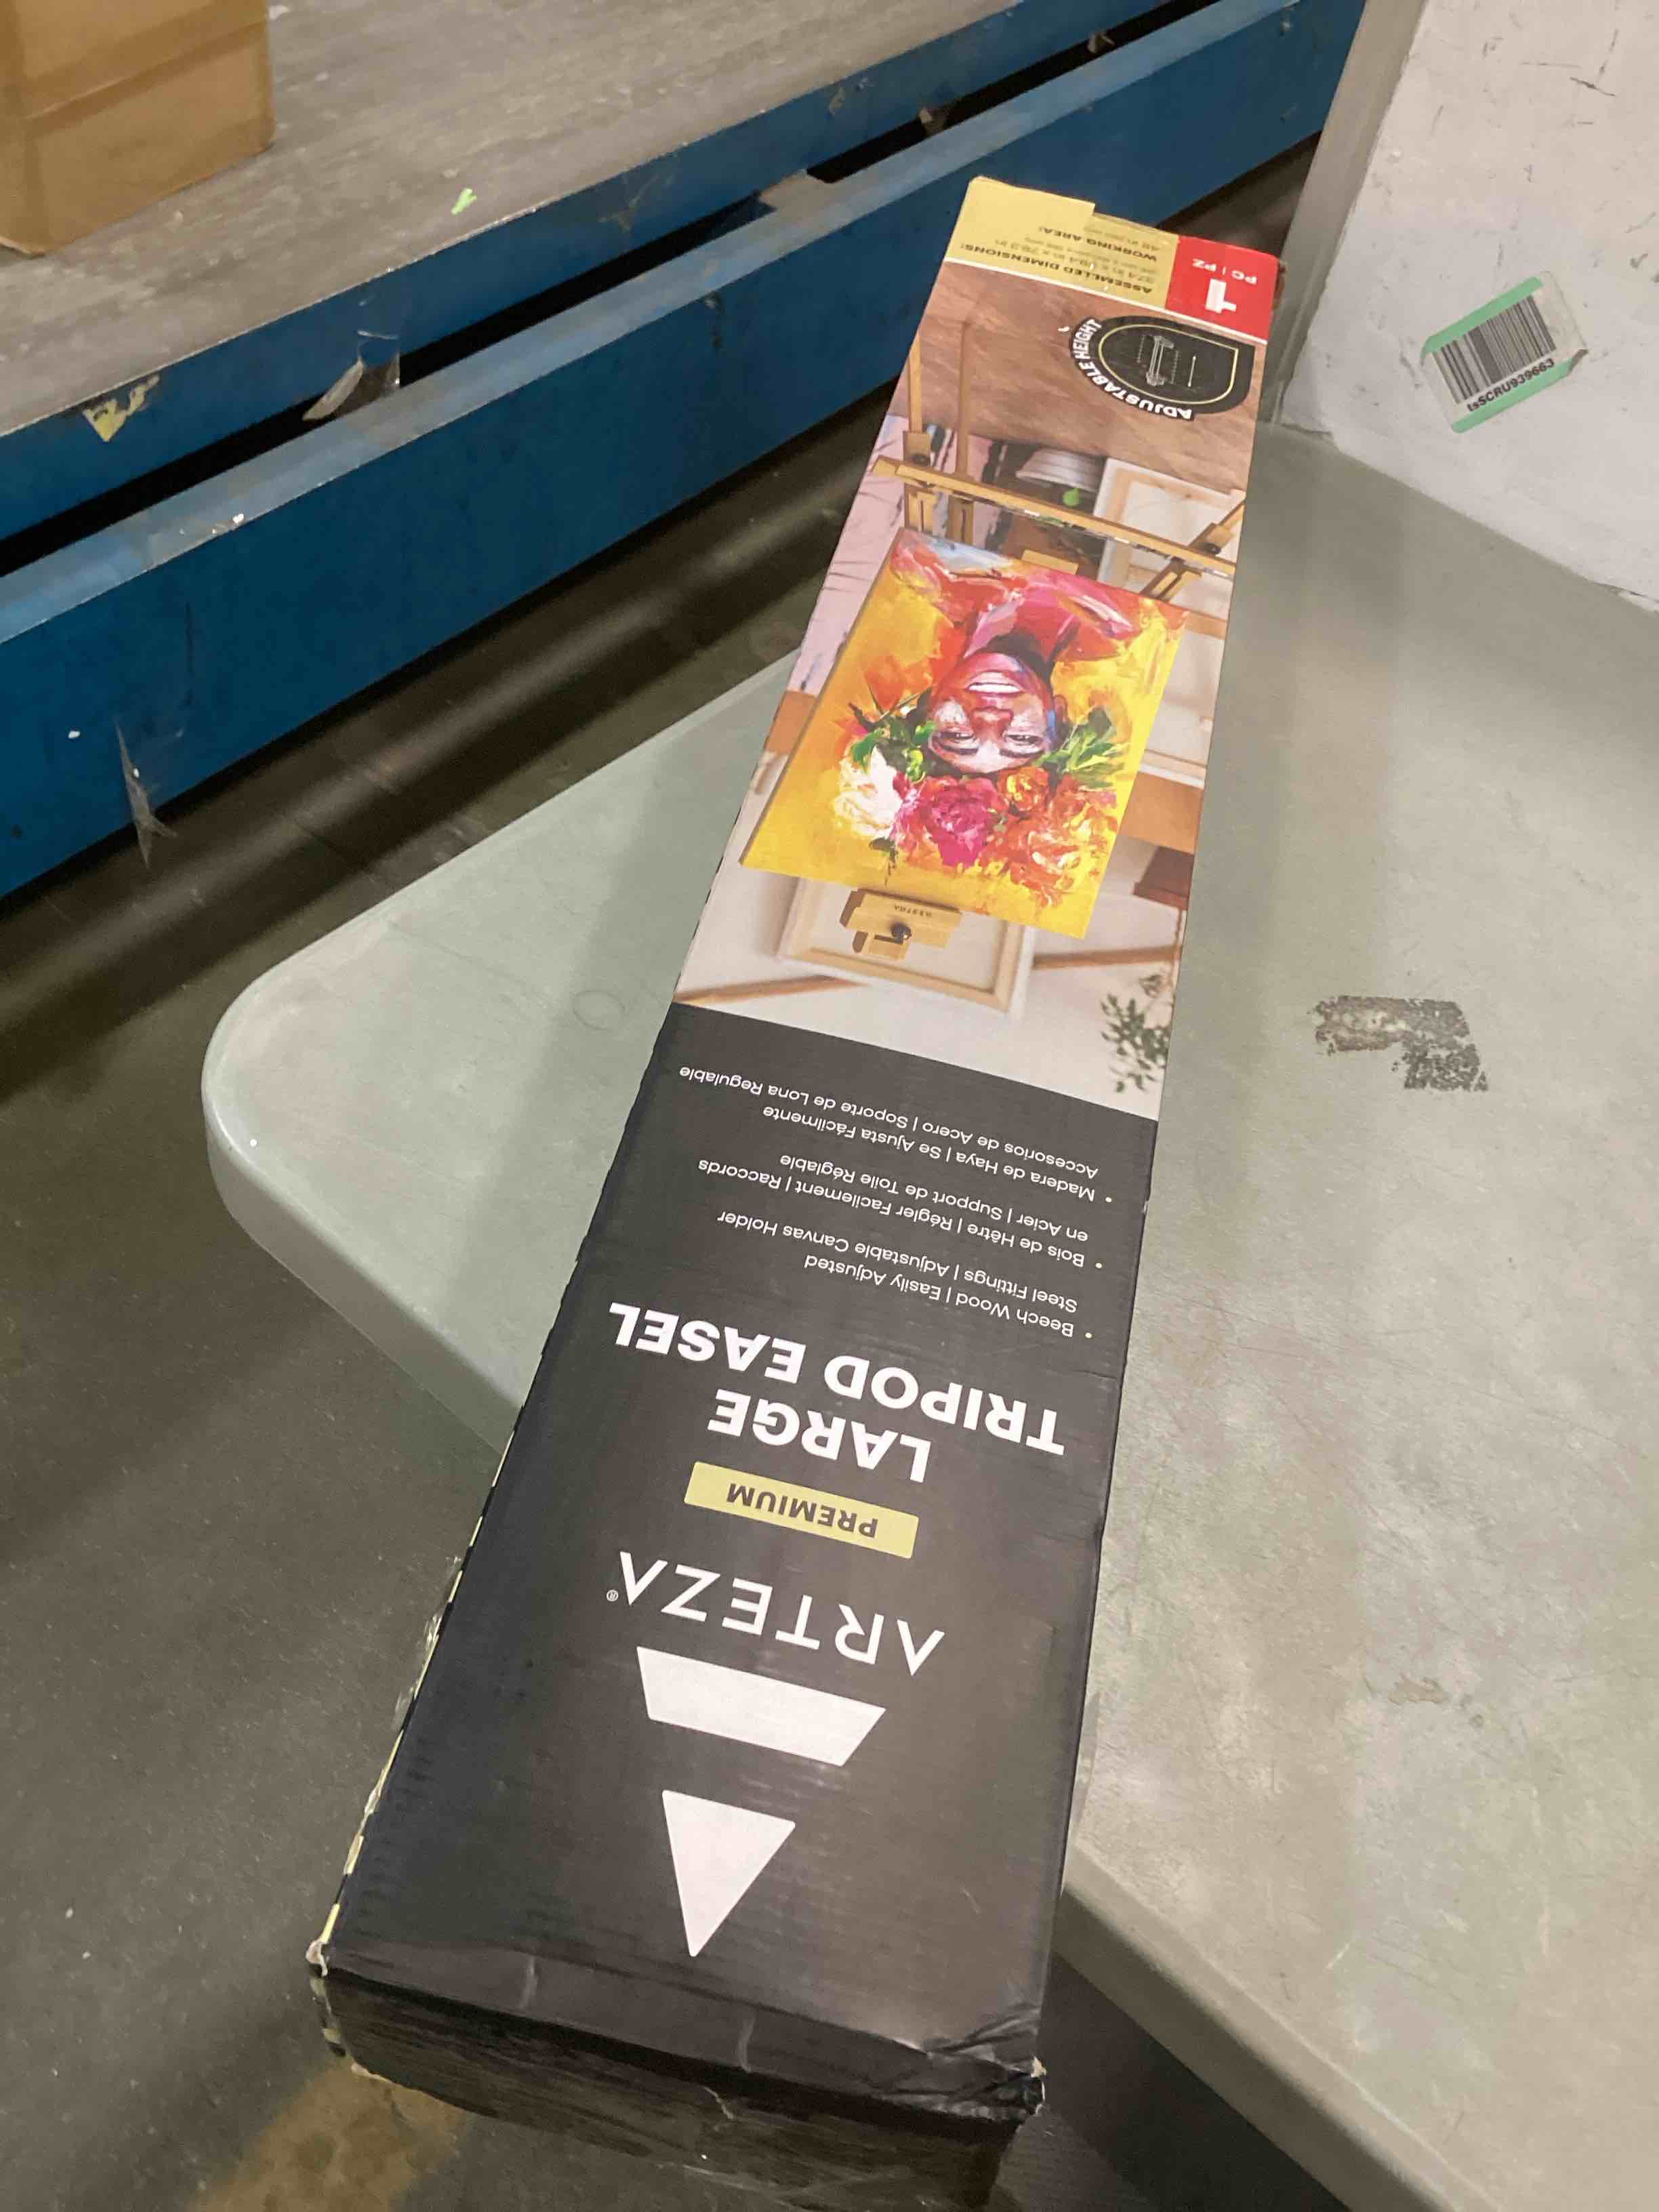 ARTEZA®
PREMIUM
LARGE
TRIPOD EASEL
• Beech Wood | Easily Adjusted
Steel Fittings | Adjustable Canvas Holder
• Bois de Hêtre | Régler Facilement | Raccords
en Acier | Support de Toile Réglable
• Madera de Haya | Se Ajusta Fácilmente
Accesorios de Acero | Soporte de Lona Regulable
ARTEZA
ADJUSTABLE HEIGHT
1
PC | PZ
ASSEMBLED DIMENSIONS:
WORKING AREA:
tsSCRU939663